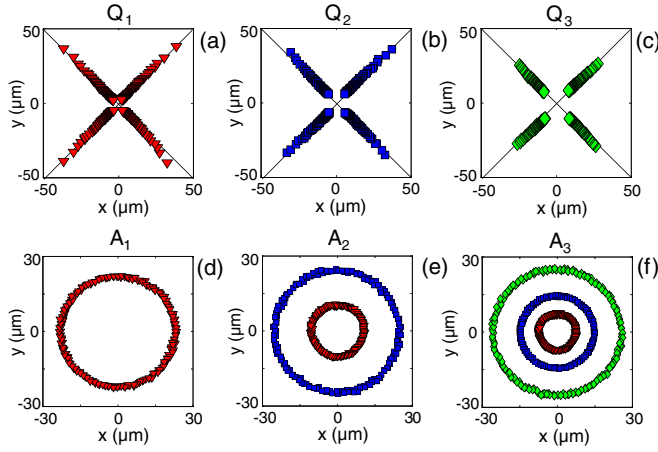 Q1 Q2 Q3
(a) (b) (c)
50 50 50
y (µm) y (µm) y (µm)
0 0 0
-50 -50 -50
-50 0 50 -50 0 50 -50 0 50
x (µm) x (µm) x (µm)
A1 A2 A3
(d) (e) (f)
30 30 30
y (µm) y (µm) y (µm)
0 0 0
-30 -30 -30
-30 0 30 -30 0 30 -30 0 30
x (µm) x (µm) x (µm)